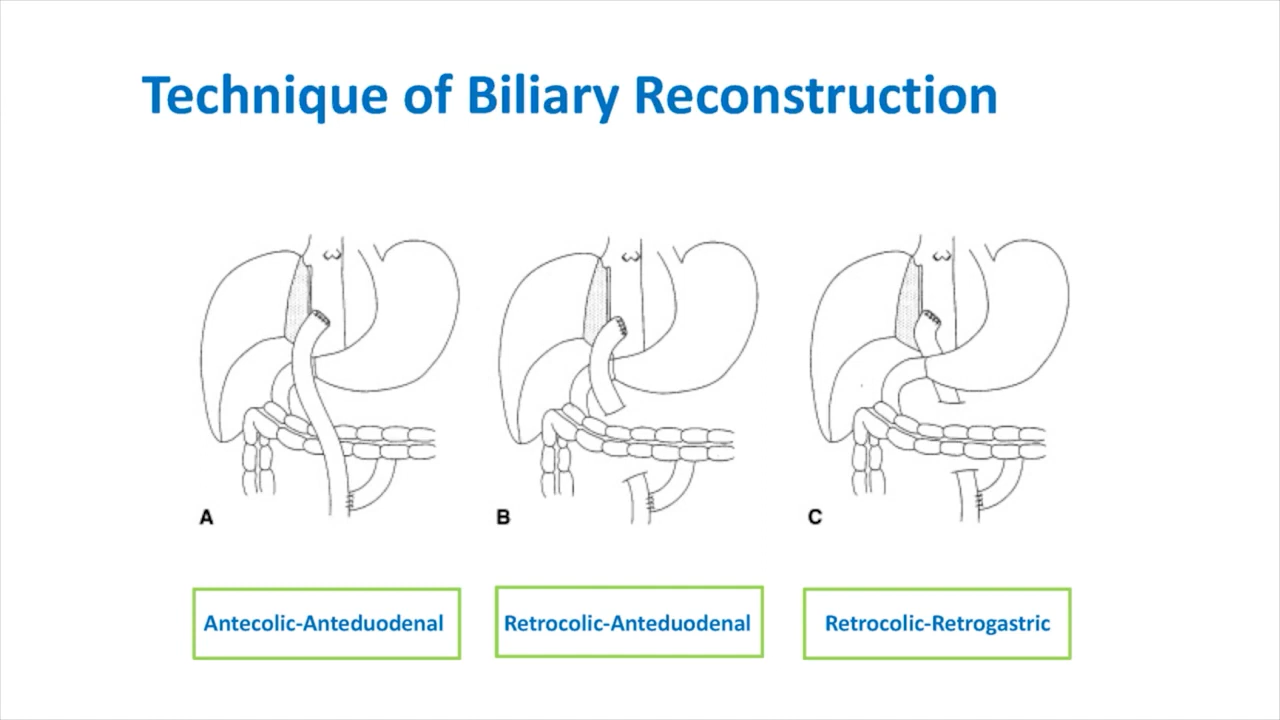 Technique of Biliary Reconstruction
A
B
C
Antecolic-Anteduodenal
Retrocolic-Anteduodenal
Retrocolic-Retrogastric